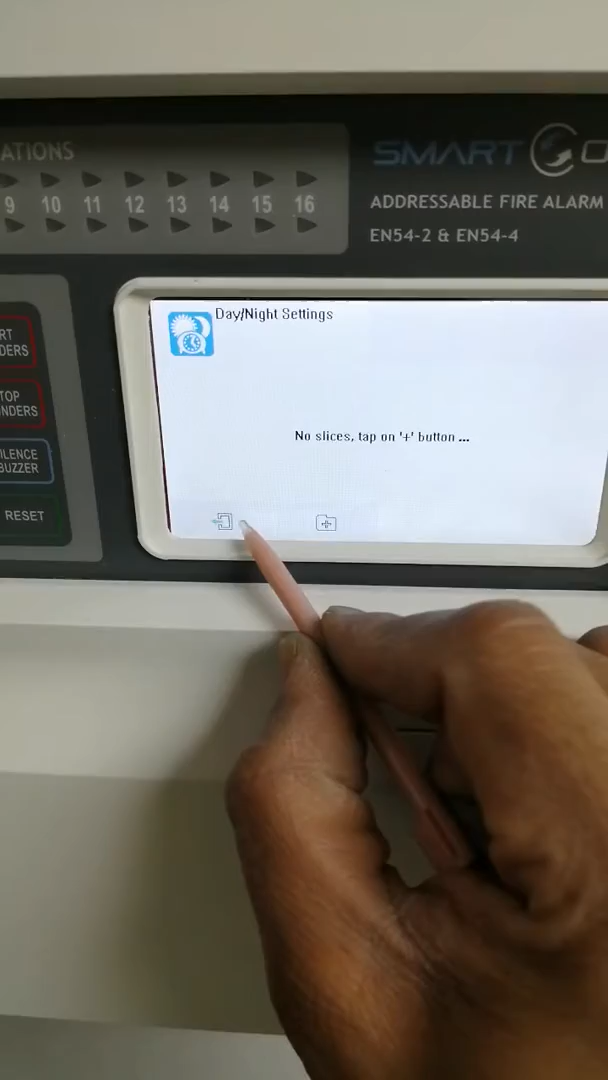 ATIONS
9 10 11 12 13 14 15 16
SMART
ADDRESSABLE FIRE ALARM
EN54-2 & EN54-4
RT
DERS
TOP
NDERS
ILENCE
BUZZER
RESET
Day/Night Settings
No slices, tap on '+' button ...